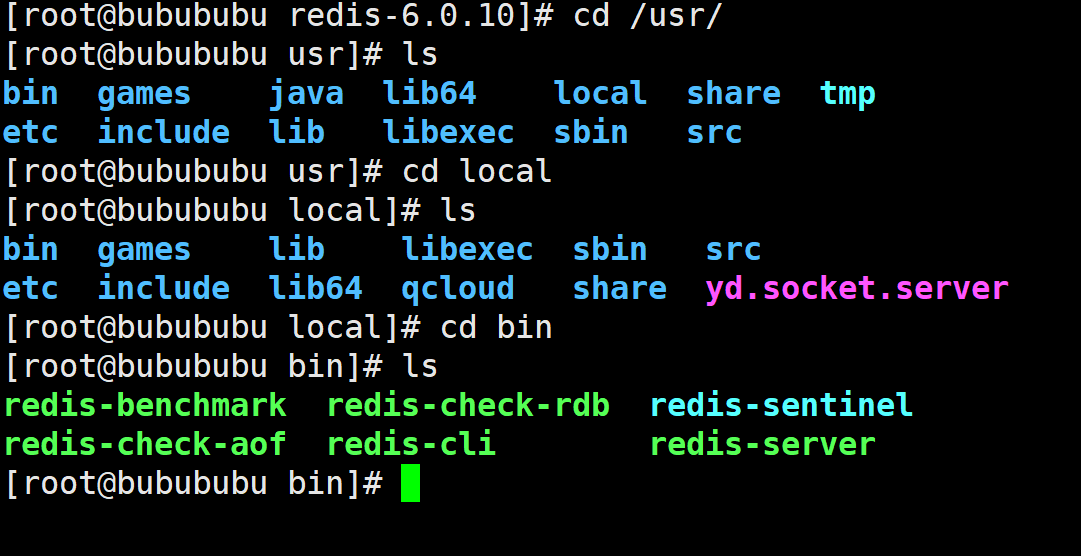 [root@bubububu redis-6.0.10]# cd /usr/
[root@bubububu usr]# ls
bin  games    java  lib64    local  share  tmp
etc  include  lib   libexec  sbin   src
[root@bubububu usr]# cd local
[root@bubububu local]# ls
bin  games    lib    libexec  sbin   src
etc  include  lib64  qcloud   share  yd.socket.server
[root@bubububu local]# cd bin
[root@bubububu bin]# ls
redis-benchmark  redis-check-rdb  redis-sentinel
redis-check-aof  redis-cli        redis-server
[root@bubububu bin]#